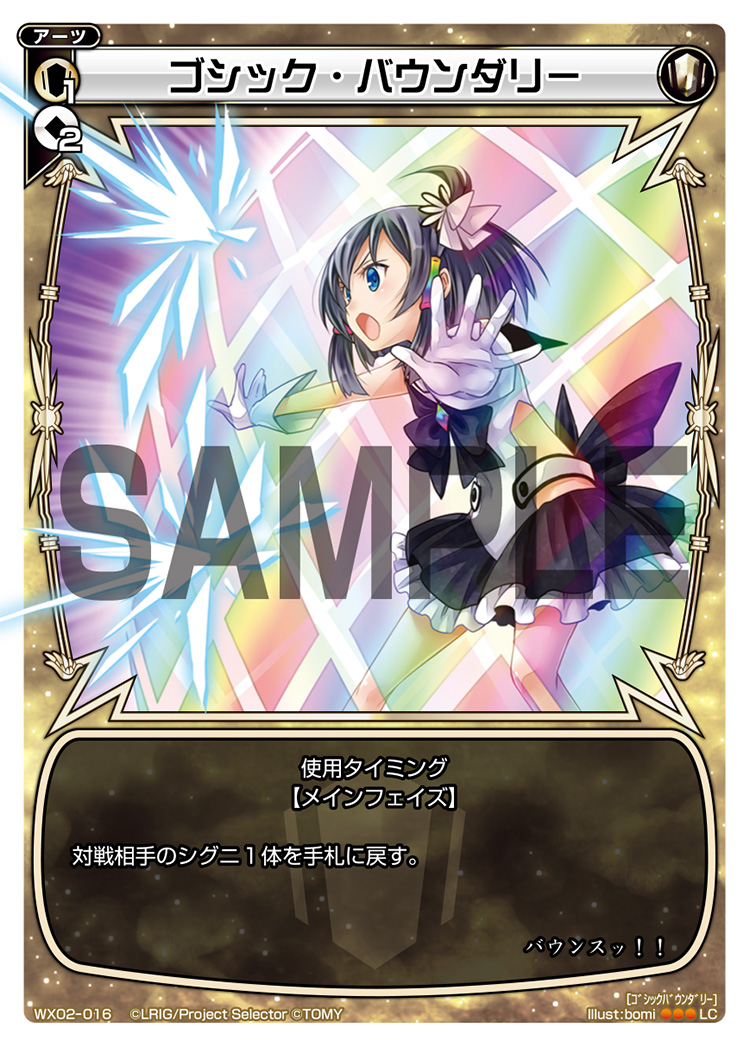 アーツ
ゴシック・バウンダリー
1
2
SAMPLE
使用タイミング
【メインフェイズ】
対戦相手のシグニ1体を手札に戻す。
バウンスッ!!
[ゴシックバウンダリー]
WX02-016 ©LRIG/Project Selector ©TOMY Illust:bomi LC